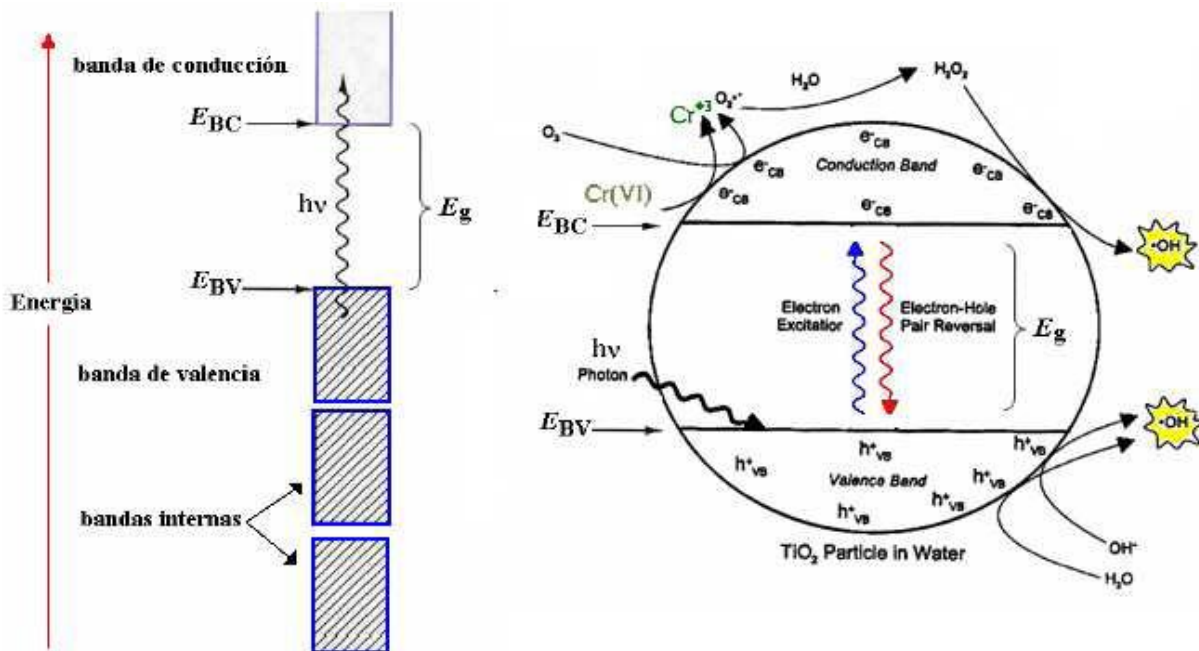 banda de conducción
E_BC
hν
E_g
E_BV
Energia
banda de valencia
bandas internas
H₂O
H₂O₂
Cr⁺³
O₂
Cr(VI)
e⁻CB
e⁻CB
e⁻CB
e⁻CB
e⁻CB
e⁻CB
Conduction Band
E_BC
•OH
Electron
Excitation
Electron-Hole
Pair Reversal
E_g
hν
Photon
E_BV
•OH
h⁺VB
h⁺VB
h⁺VB
h⁺VB
h⁺VB
h⁺VB
Valence Band
OH⁻
H₂O
TiO₂ Particle in Water